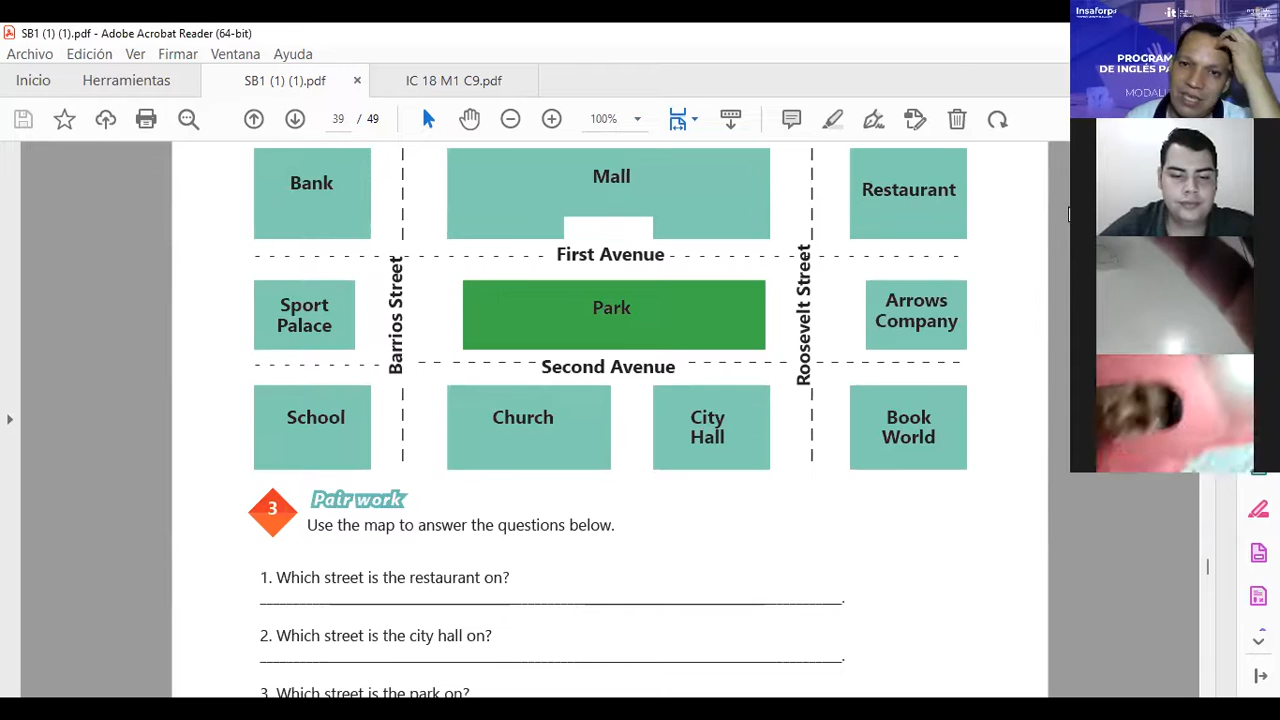 SB1 (1) (1).pdf - Adobe Acrobat Reader (64-bit)
Archivo Edición Ver Firmar Ventana Ayuda
Inicio Herramientas SB1 (1) (1).pdf × IC 18 M1 C9.pdf
39 / 49 100%
Bank
Mall
Restaurant
First Avenue
Sport
Palace
Barrios Street
Park
Roosevelt Street
Arrows
Company
Second Avenue
School
Church
City
Hall
Book
World
3 Pair work
Use the map to answer the questions below.
1. Which street is the restaurant on?
2. Which street is the city hall on?
3. Which street is the park on?
Insaforp
it
PROGRAM
DE INGLÉS PA
MODALI